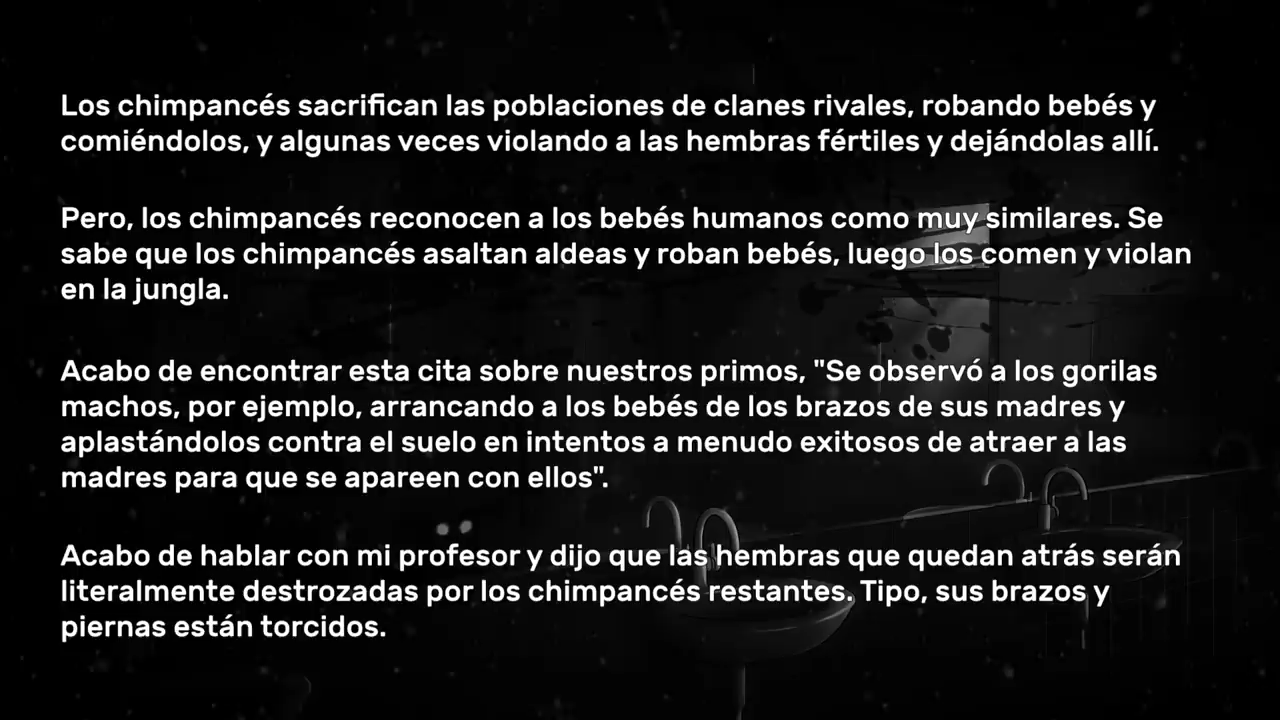 Los chimpancés sacrifican las poblaciones de clanes rivales, robando bebés y
comiéndolos, y algunas veces violando a las hembras fértiles y dejándolas allí.
Pero, los chimpancés reconocen a los bebés humanos como muy similares. Se
sabe que los chimpancés asaltan aldeas y roban bebés, luego los comen y violan
en la jungla.
Acabo de encontrar esta cita sobre nuestros primos, "Se observó a los gorilas
machos, por ejemplo, arrancando a los bebés de los brazos de sus madres y
aplastándolos contra el suelo en intentos a menudo exitosos de atraer a las
madres para que se apareen con ellos".
Acabo de hablar con mi profesor y dijo que las hembras que quedan atrás serán
literalmente destrozadas por los chimpancés restantes. Tipo, sus brazos y
piernas están torcidos.